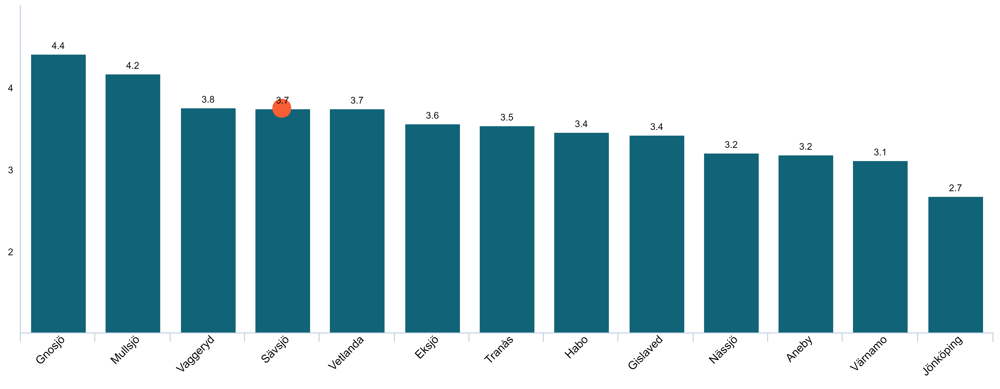 4.4
4.2
3.8
3.7
3.7
3.6
3.5
3.4
3.4
3.2
3.2
3.1
2.7
4
3
2
Gnosjö
Mullsjö
Vaggeryd
Sävsjö
Vetlanda
Eksjö
Tranås
Habo
Gislaved
Nässjö
Aneby
Värnamo
Jönköping